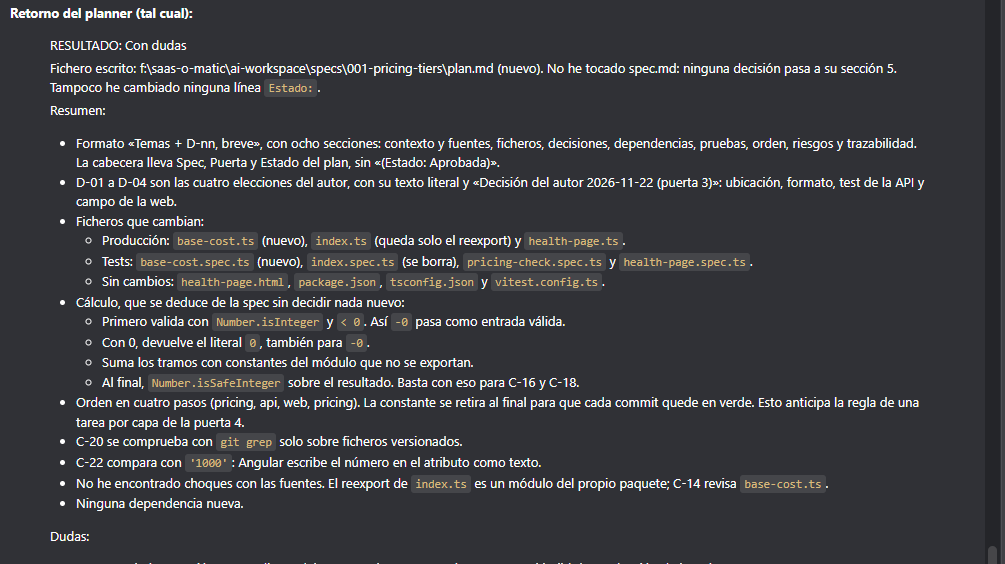 Retorno del planner (tal cual):
RESULTADO: Con dudas
Fichero escrito: f:\saas-o-matic\ai-workspace\specs\001-pricing-tiers\plan.md (nuevo). No he tocado spec.md: ninguna decisión pasa a su sección 5.
Tampoco he cambiado ninguna línea Estado:.
Resumen:
• Formato «Temas + D-nn, breve», con ocho secciones: contexto y fuentes, ficheros, decisiones, dependencias, pruebas, orden, riesgos y trazabilidad.
La cabecera lleva Spec, Puerta y Estado del plan, sin «(Estado: Aprobada)».
• D-01 a D-04 son las cuatro elecciones del autor, con su texto literal y «Decisión del autor 2026-11-22 (puerta 3)»: ubicación, formato, test de la API y
campo de la web.
• Ficheros que cambian:
◦ Producción: base-cost.ts (nuevo), index.ts (queda solo el reexport) y health-page.ts.
◦ Tests: base-cost.spec.ts (nuevo), index.spec.ts (se borra), pricing-check.spec.ts y health-page.spec.ts.
◦ Sin cambios: health-page.html, package.json, tsconfig.json y vitest.config.ts.
• Cálculo, que se deduce de la spec sin decidir nada nuevo:
◦ Primero valida con Number.isInteger y < 0. Así -0 pasa como entrada válida.
◦ Con 0, devuelve el literal 0, también para -0.
◦ Suma los tramos con constantes del módulo que no se exportan.
◦ Al final, Number.isSafeInteger sobre el resultado. Basta con eso para C-16 y C-18.
• Orden en cuatro pasos (pricing, api, web, pricing). La constante se retira al final para que cada commit quede en verde. Esto anticipa la regla de una
tarea por capa de la puerta 4.
• C-20 se comprueba con git grep solo sobre ficheros versionados.
• C-22 compara con '1000': Angular escribe el número en el atributo como texto.
• No he encontrado choques con las fuentes. El reexport de index.ts es un módulo del propio paquete; C-14 revisa base-cost.ts.
• Ninguna dependencia nueva.
Dudas: